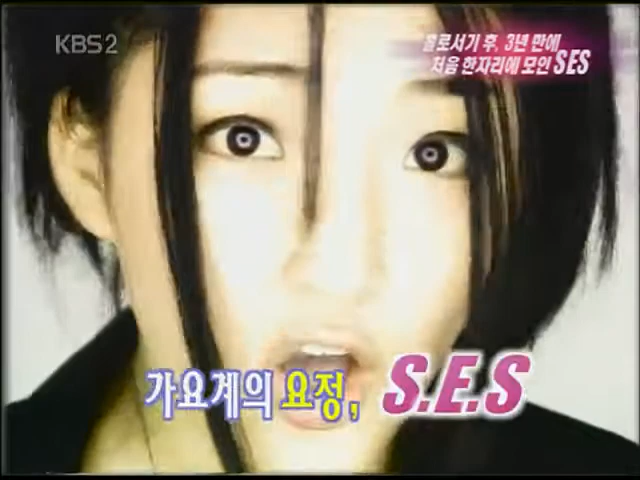 KBS2
홀로서기 후, 3년 만에
처음 한자리에 모인 SES
가요계의 요정, S.E.S